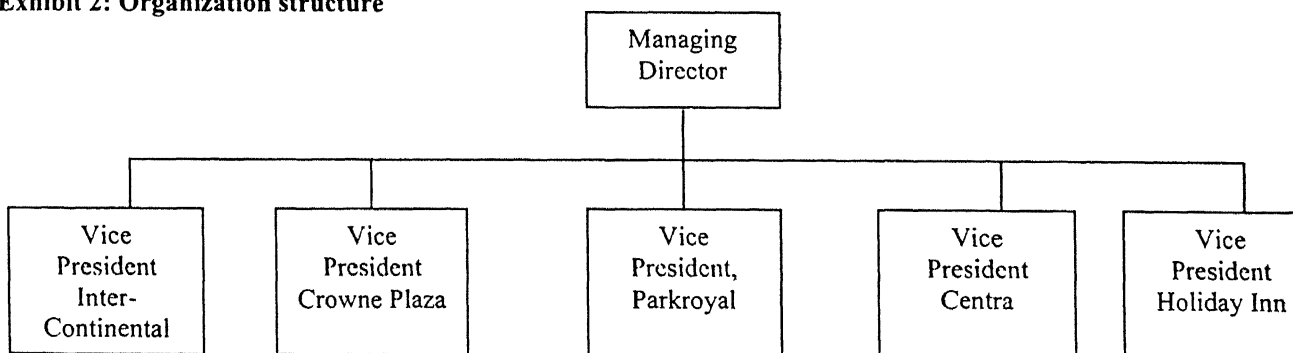 Exhibit 2: Organization structure
Managing
Director
Vice
President
Inter-
Continental
Vice
President
Crowne Plaza
Vice
President,
Parkroyal
Vice
President
Centra
Vice
President
Holiday Inn